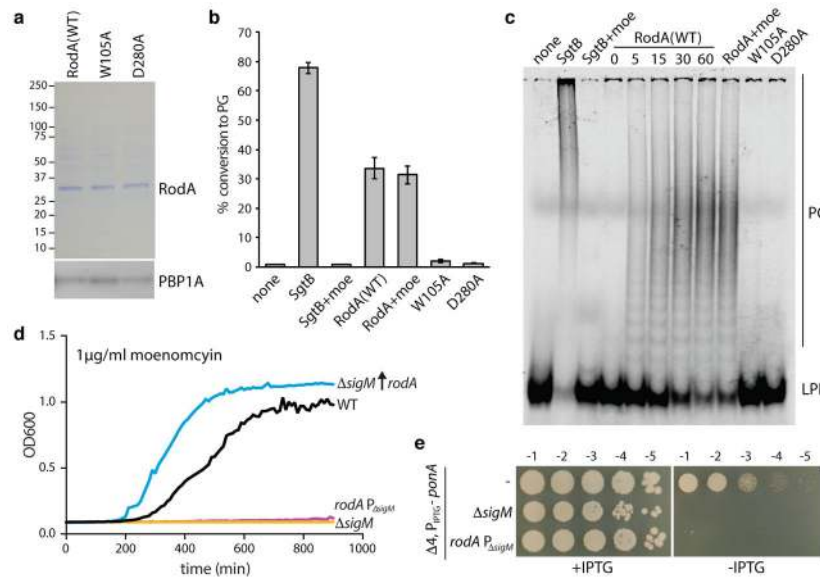 a
RodA(WT)
W105A
D280A
250
150
100
75
50
37
25
20
15
10
RodA
PBP1A
b
% conversion to PG
90
80
70
60
50
40
30
20
10
0
none
SgtB
SgtB+moe
RodA(WT)
RodA+moe
W105A
D280A
c
none
SgtB
SgtB+moe
RodA(WT)
0 5 15 30 60
RodA+moe
W105A
D280A
LPI
d
1µg/ml moenomcyin
OD600
1.5
1.0
0.5
0.0
0 200 400 600 800 1000
time (min)
ΔsigM ↑ rodA
WT
rodA PΔsigM
ΔsigM
e
-1 -2 -3 -4 -5 -1 -2 -3 -4 -5
Δ4, PIPTG- ponA
-
ΔsigM
rodA PΔsigM
+IPTG -IPTG